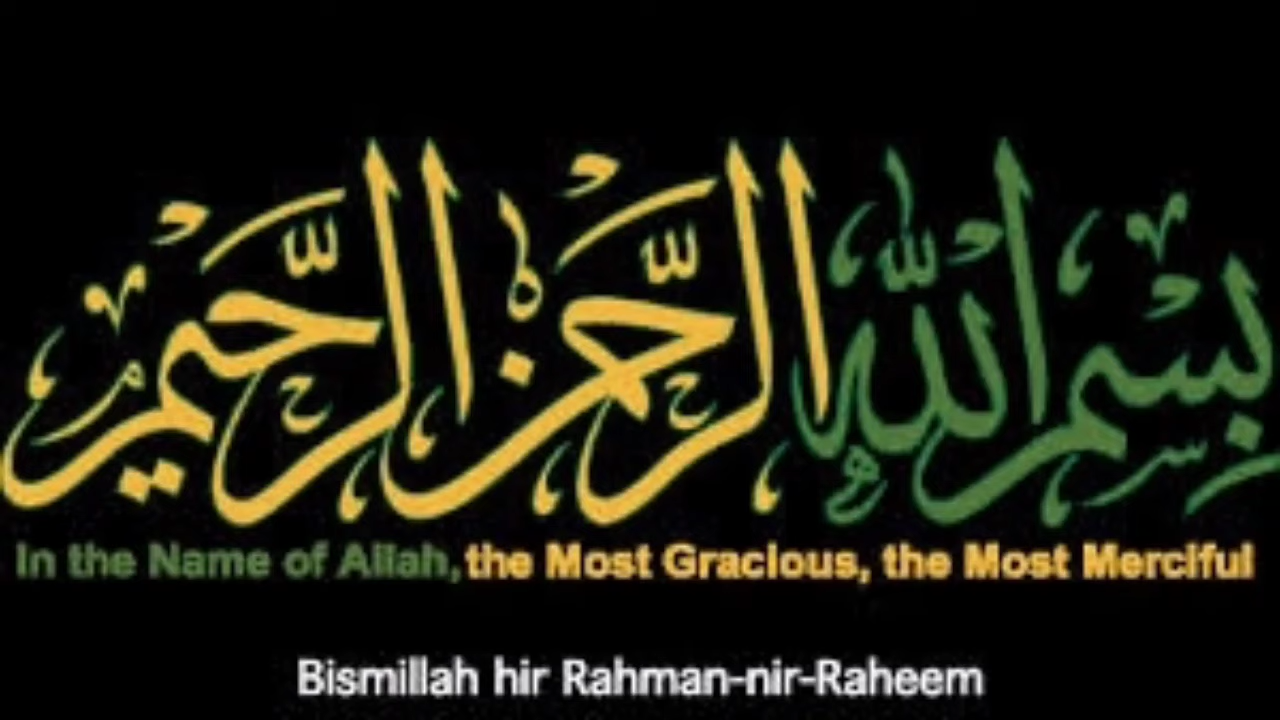 بسم الله الرحمن الرحيم
In the Name of Allah, the Most Gracious, the Most Merciful
Bismillah hir Rahman-nir-Raheem